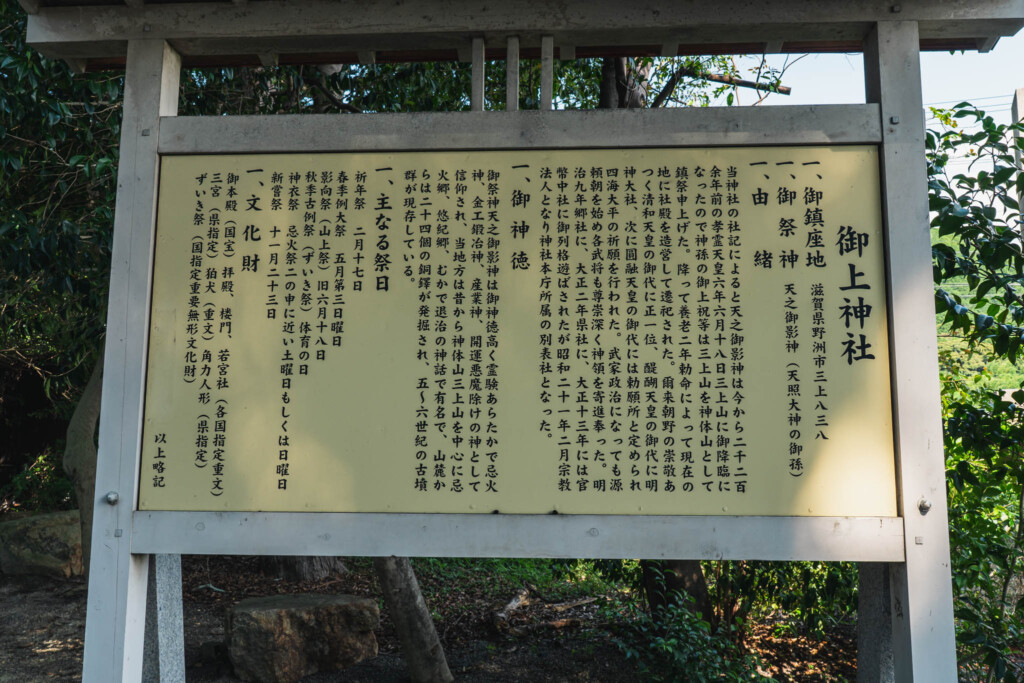 御上神社
一、御鎮座地　滋賀県野洲市三上八三八
一、御祭神　天之御影神（天照大神の御孫）
一、由緒
当神社の社記によると天之御影神は今から二千二百
余年前の孝霊天皇六年六月十八日三上山に御降臨に
なったので神孫の御上祝等は三上山を神体山として
鎮祭申上げた。降って養老二年勅命によって現在の
地に社殿を造営して遷祀された。爾来朝野の崇敬あ
つく清和天皇の御代に正一位、醍醐天皇の御代に明
神大社、次に圓融天皇の御代には勅願所と定められ
四海大平の祈願を行わわれた。武家政治になっても源
頼朝を始め各武将も尊崇深く神領を寄進奉った。明
治九年郷社に、大正二年県社に、大正十三年には官
幣中社に御列格遊ばされたが昭和二十一年二月宗教
法人となり神社本庁所属の別表社となった。
一、御神徳
御祭神天之御影神は御神徳高く霊験あらたかで忌火
神、金工鍛冶神、産業神、開運悪魔除けの神として
信仰され、当地方は昔から神体山三上山を中心に忌
火郷、悠紀郷、むかで退治の神話で有名で、山麓か
らは二十四個の銅鐸が発掘され、五〜六世紀の古墳
群が現存している。
一、主なる祭日
祈年祭　二月十七日
春季例大祭　五月第三日曜日
影向祭（山上祭）旧六月十八日
秋季古例祭（ずいき祭）体育の日
神衣祭　忌火祭二の申に近い土曜日もしくは日曜日
新嘗祭　十一月二十三日
一、文化財
御本殿（国宝）拝殿、楼門、若宮社（各国指定重文）
三宮（県指定）狛犬（重文）角力人形（県指定）
ずいき祭（国指定重要無形文化財）
以上略記